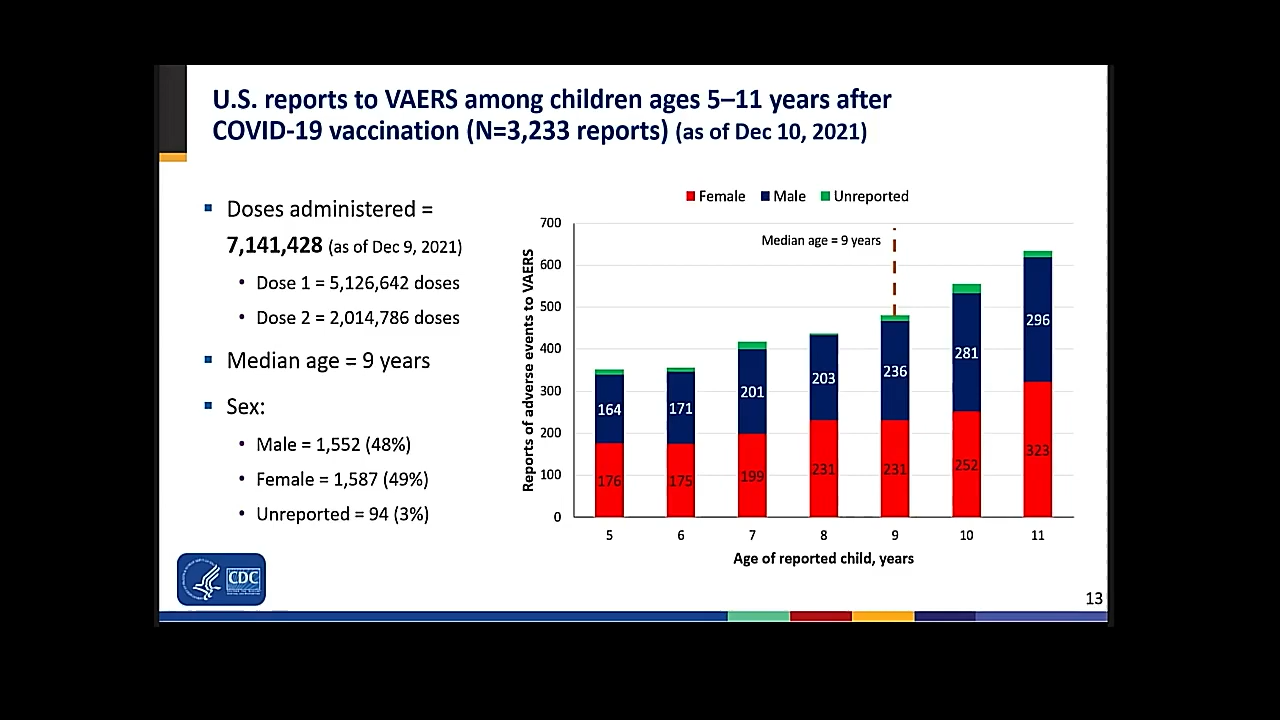 U.S. reports to VAERS among children ages 5–11 years after
COVID-19 vaccination (N=3,233 reports) (as of Dec 10, 2021)
▪ Doses administered =
7,141,428 (as of Dec 9, 2021)
• Dose 1 = 5,126,642 doses
• Dose 2 = 2,014,786 doses
▪ Median age = 9 years
▪ Sex:
• Male = 1,552 (48%)
• Female = 1,587 (49%)
• Unreported = 94 (3%)
Female Male Unreported
Reports of adverse events to VAERS
700
600
500
400
300
200
100
0
Median age = 9 years
164 171 201 203 236 281 296
176 175 199 231 231 252 323
5 6 7 8 9 10 11
Age of reported child, years
CDC
13